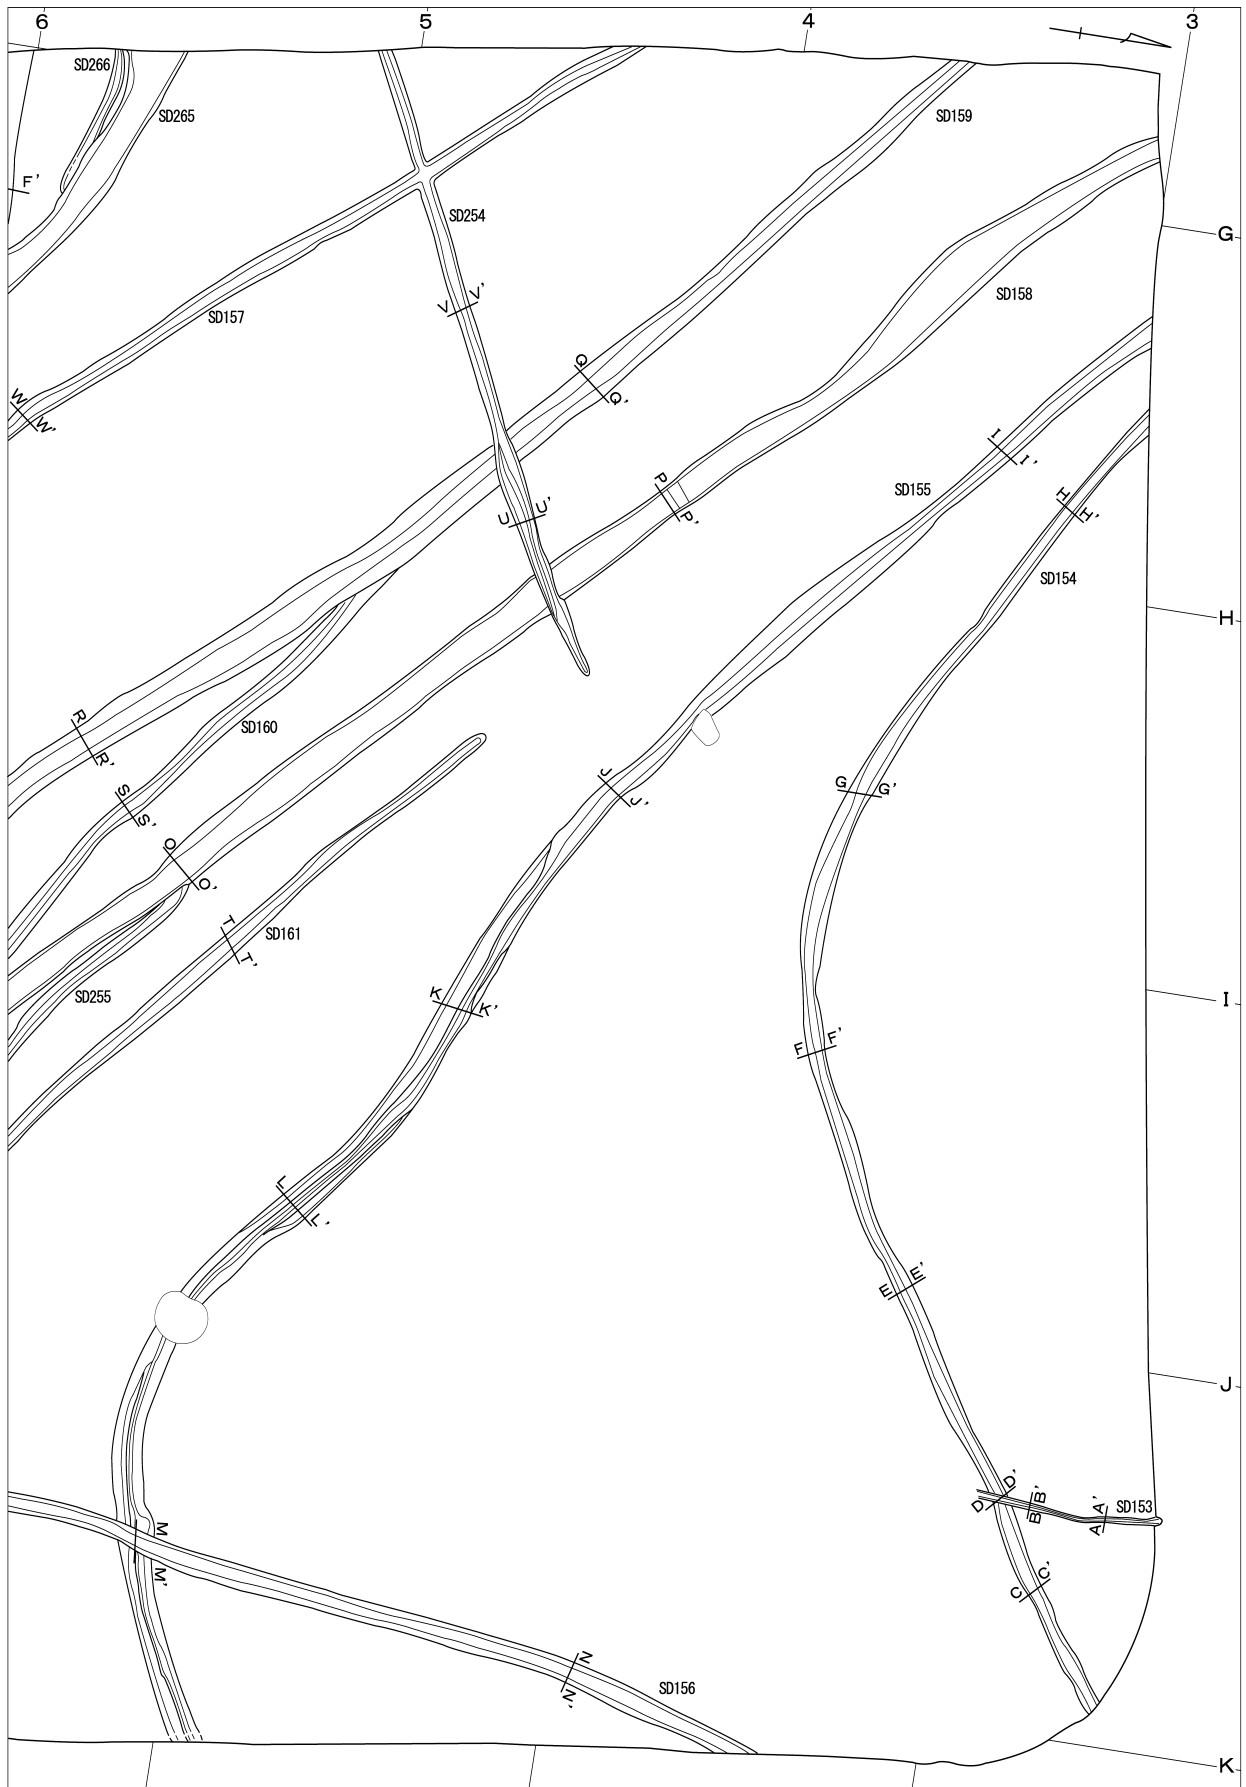 6 5 4 3
SD266
SD265
SD159
F'
SD254
G
SD158
V V'
SD157
Q
Q'
W
W'
I
I'
SD155
P
P'
H
H'
U U'
SD154
H
R
R'
SD160
S
S'
J
J'
G G'
O
O'
T
T'
SD161
SD255
K K'
I
F F'
L
L'
E E'
J
D D'
B B'
A A'
SD153
M
M'
C C'
N
N'
SD156
K